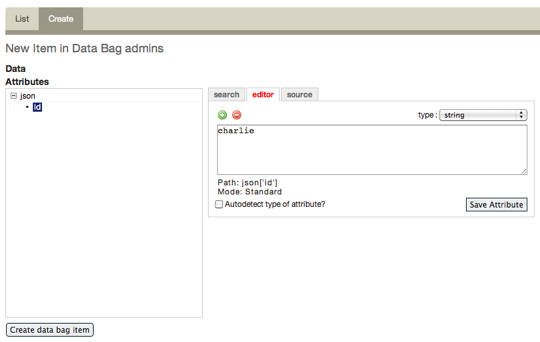 List Create
New Item in Data Bag admins
Data
Attributes
json
id
search editor source
type : string
charlie
Path: json['id']
Mode: Standard
Autodetect type of attribute?
Save Attribute
Create data bag item